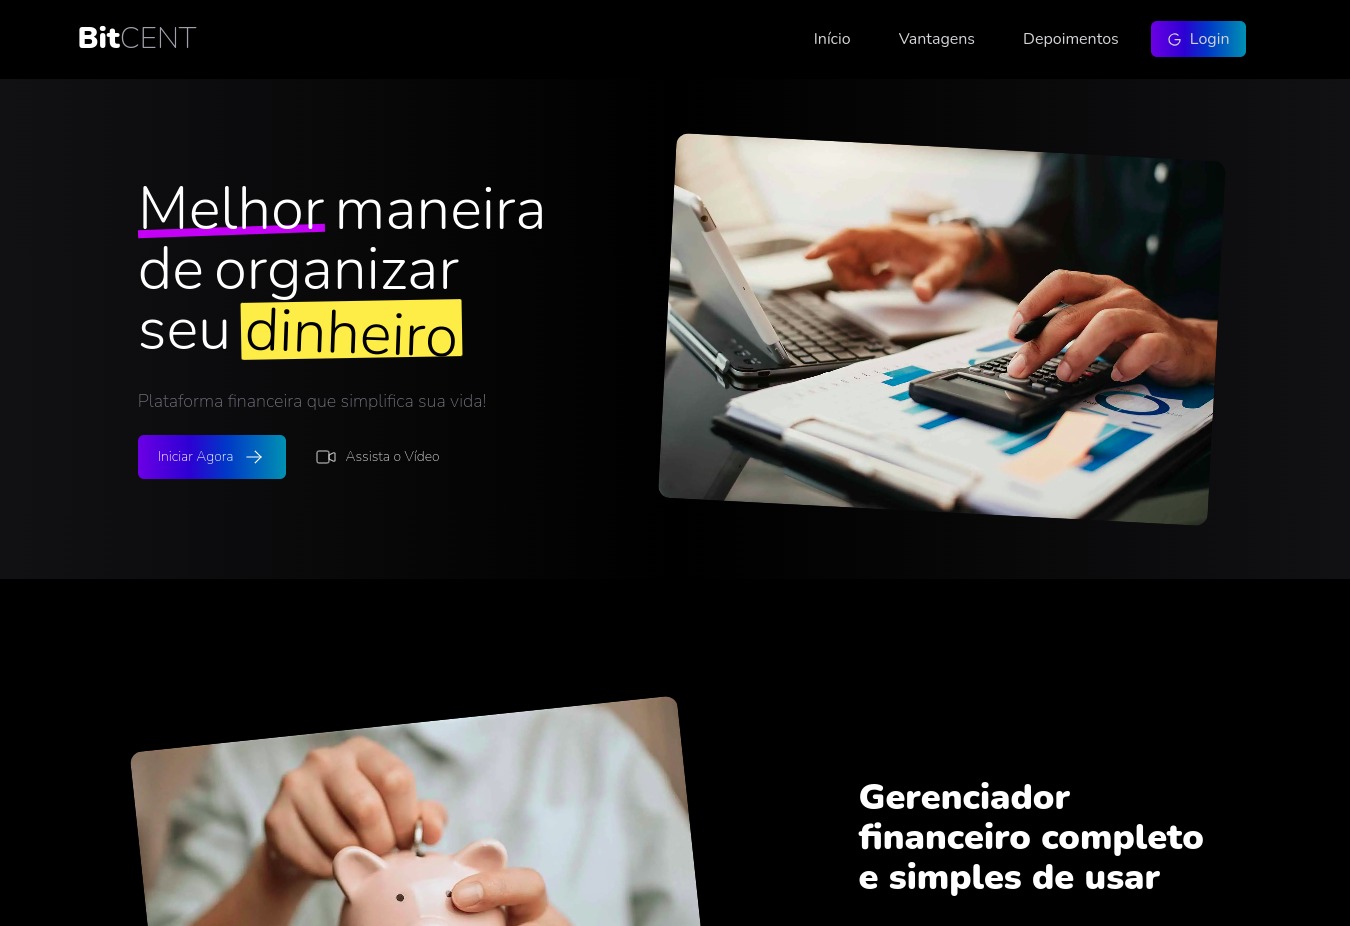 BitCENT
Início
Vantagens
Depoimentos
Login
Melhor maneira
de organizar
seu dinheiro
Plataforma financeira que simplifica sua vida!
Iniciar Agora
Assista o Vídeo
Gerenciador
financeiro completo
e simples de usar